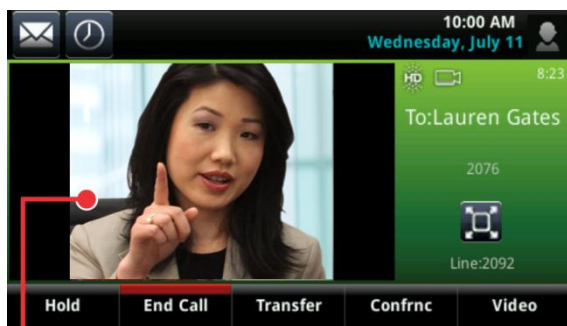 10:00 AM
Wednesday, July 11
HD
8:23
To:Lauren Gates
2076
Line:2092
Hold
End Call
Transfer
Confrnc
Video